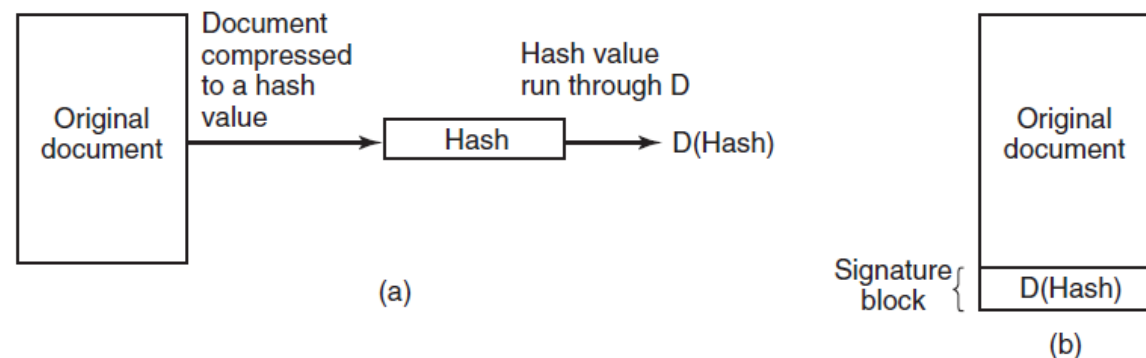 Document
compressed
to a hash
value
Original
document
Hash value
run through D
Hash
D(Hash)
(a)
Original
document
Signature
block
D(Hash)
(b)